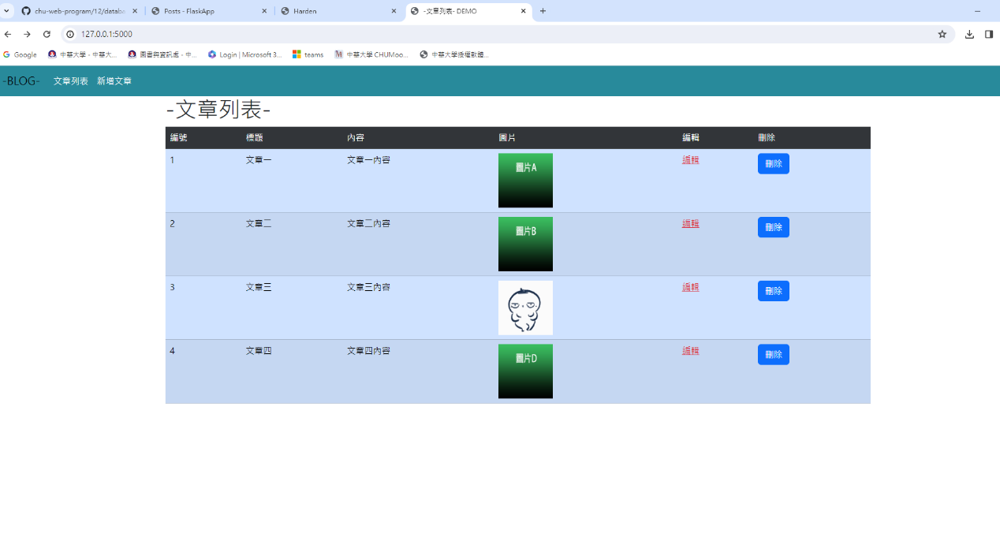 chu-web-program/12/databa
Posts - FlaskApp
Harden
-文章列表- DEMO
127.0.0.1:5000
Google
中華大學 - 中華大...
圖書與資訊處 - 中...
Login | Microsoft 3...
teams
中華大學 CHUMoo...
中華大學授權軟體...
-BLOG- 文章列表 新增文章
-文章列表-
編號 標題 內容 圖片 編輯 刪除
1 文章一 文章一內容 圖片A 編輯 刪除
2 文章二 文章二內容 圖片B 編輯 刪除
3 文章三 文章三內容 編輯 刪除
4 文章四 文章四內容 圖片D 編輯 刪除